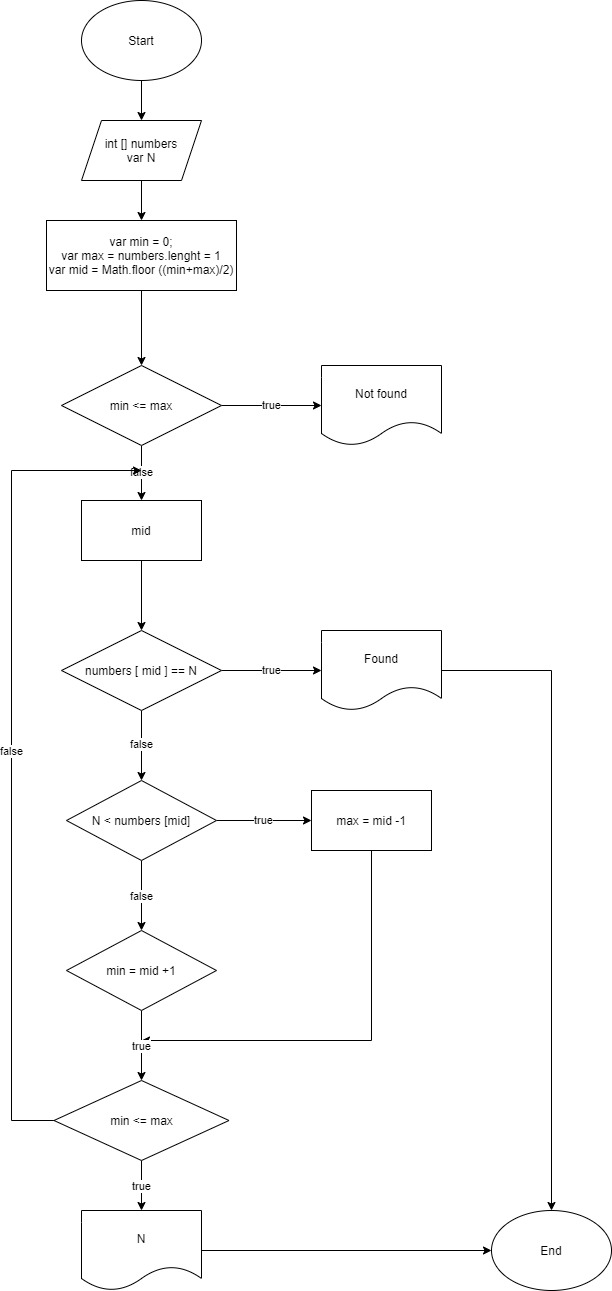 Start
int [] numbers
var N
var min = 0;
var max = numbers.lenght = 1
var mid = Math.floor ((min+max)/2)
min <= max
true
Not found
false
mid
numbers [ mid ] == N
true
Found
false
false
N < numbers [mid]
true
max = mid -1
false
min = mid +1
true
min <= max
true
N
End